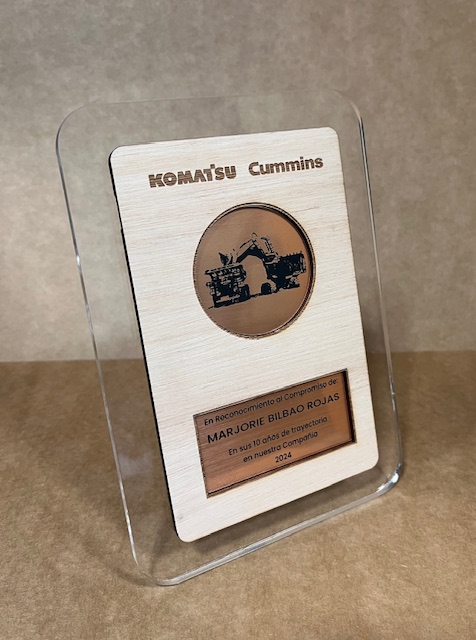 KOMATSU Cummins
En Reconocimiento al Compromiso de:
MARJORIE BILBAO ROJAS
En sus 10 años de trayectoria
en nuestra Compañía
2024